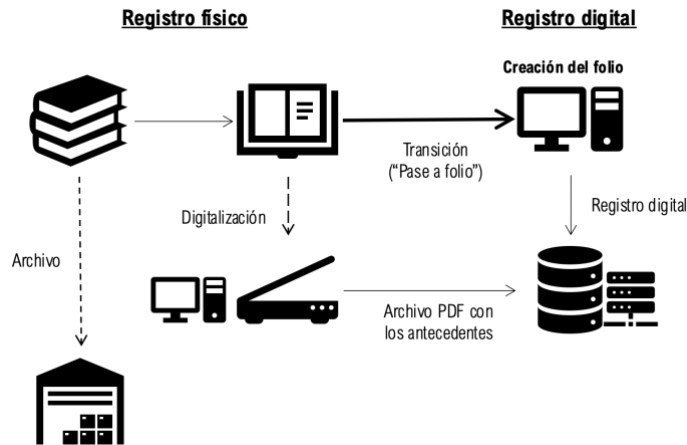 Registro físico
Registro digital
Creación del folio
Transición
("Pase a folio")
Digitalización
Registro digital
Archivo
Archivo PDF con
los antecedentes